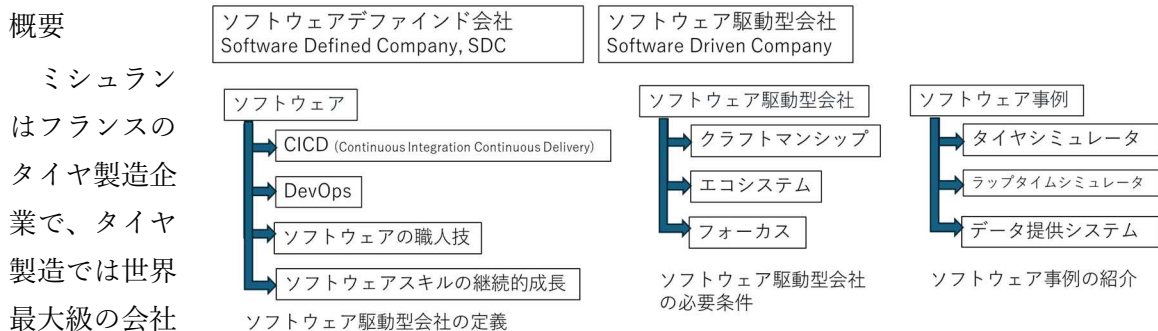 概要
ミシュラン
はフランスの
タイヤ製造企
業で、タイヤ
製造では世界
最大級の会社
ソフトウェアデファインド会社
Software Defined Company, SDC
ソフトウェア駆動型会社
Software Driven Company
ソフトウェア
CICD (Continuous Integration Continuous Delivery)
DevOps
ソフトウェアの職人技
ソフトウェアスキルの継続的成長
ソフトウェア駆動型会社の定義
ソフトウェア駆動型会社
クラフトマンシップ
エコシステム
フォーカス
ソフトウェア駆動型会社
の必要条件
ソフトウェア事例
タイヤシミュレータ
ラップタイムシミュレータ
データ提供システム
ソフトウェア事例の紹介